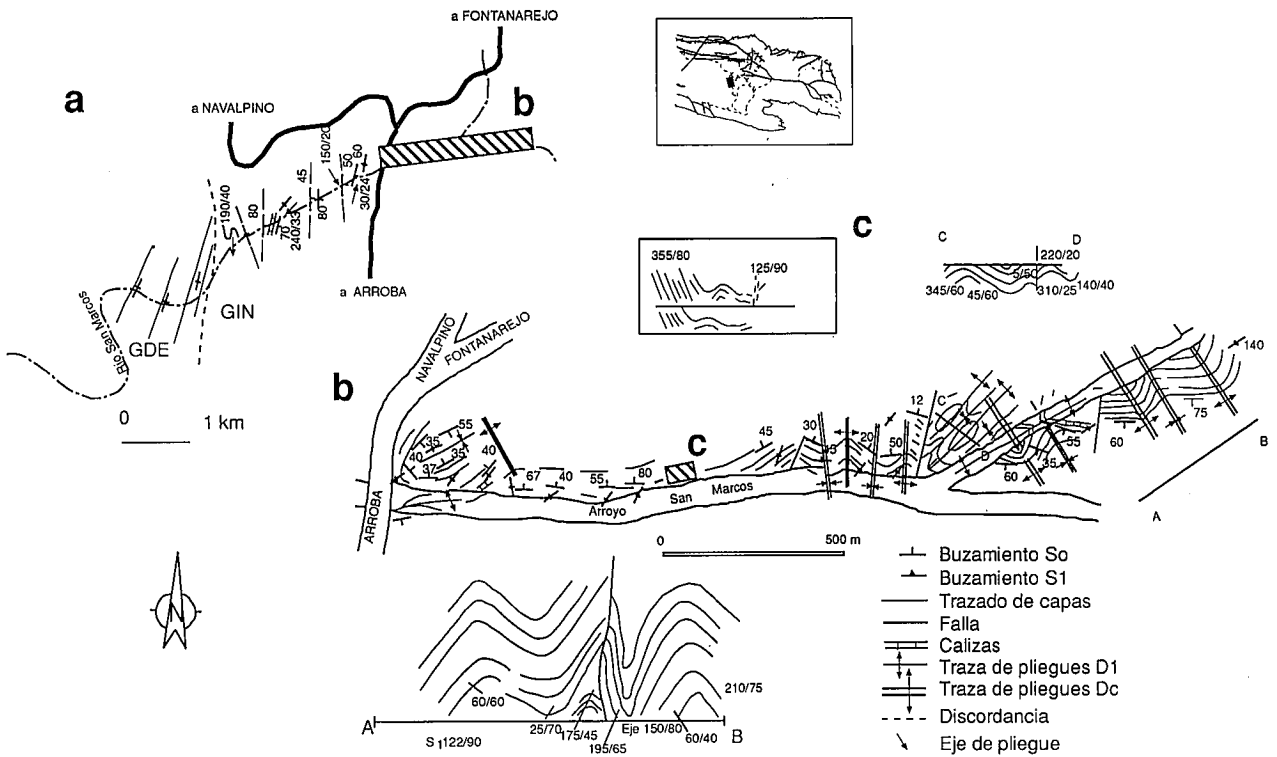 a FONTANAREJO
a
a NAVALPINO
b
150/20
50
60
45
30/24
80
190/40
80
70
240/33
a ARROBA
GIN
GDE
Río San Marcos
0 1 km
c
355/80
125/90
C D
220/20
5/50
345/60
45/60
310/25
140/40
b
NAVALPINO
FONTANAREJO
ARROBA
55
35
40
35
37
40
67
40
55
80
c
45
30
45
20
50
12
C
D
60
35
55
60
75
140
B
A
Arroyo San Marcos
0 500 m
N
60/60
25/70
175/45
195/65
Eje 150/80
60/40
210/75
A B
S1 122/90
Buzamiento So
Buzamiento S1
Trazado de capas
Falla
Calizas
Traza de pliegues D1
Traza de pliegues Dc
Discordancia
Eje de pliegue